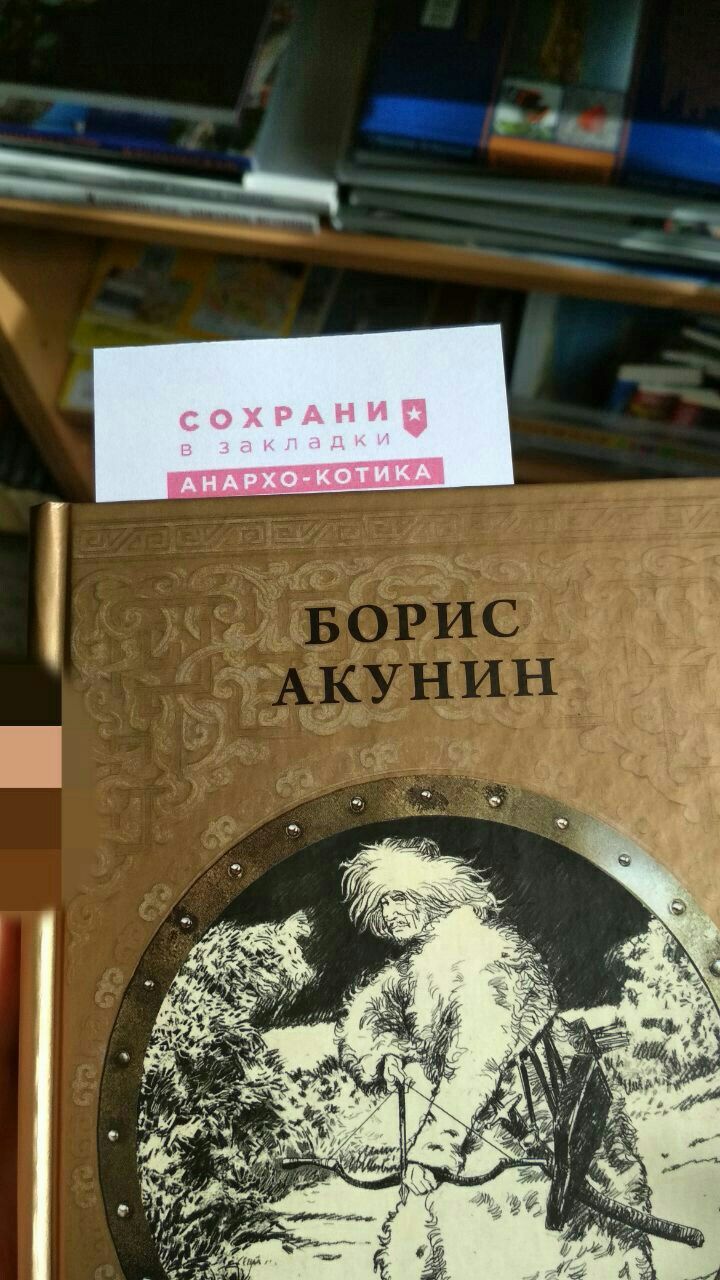 СОХРАНИ
в закладки
АНАРХО-КОТИКА
БОРИС
АКУНИН